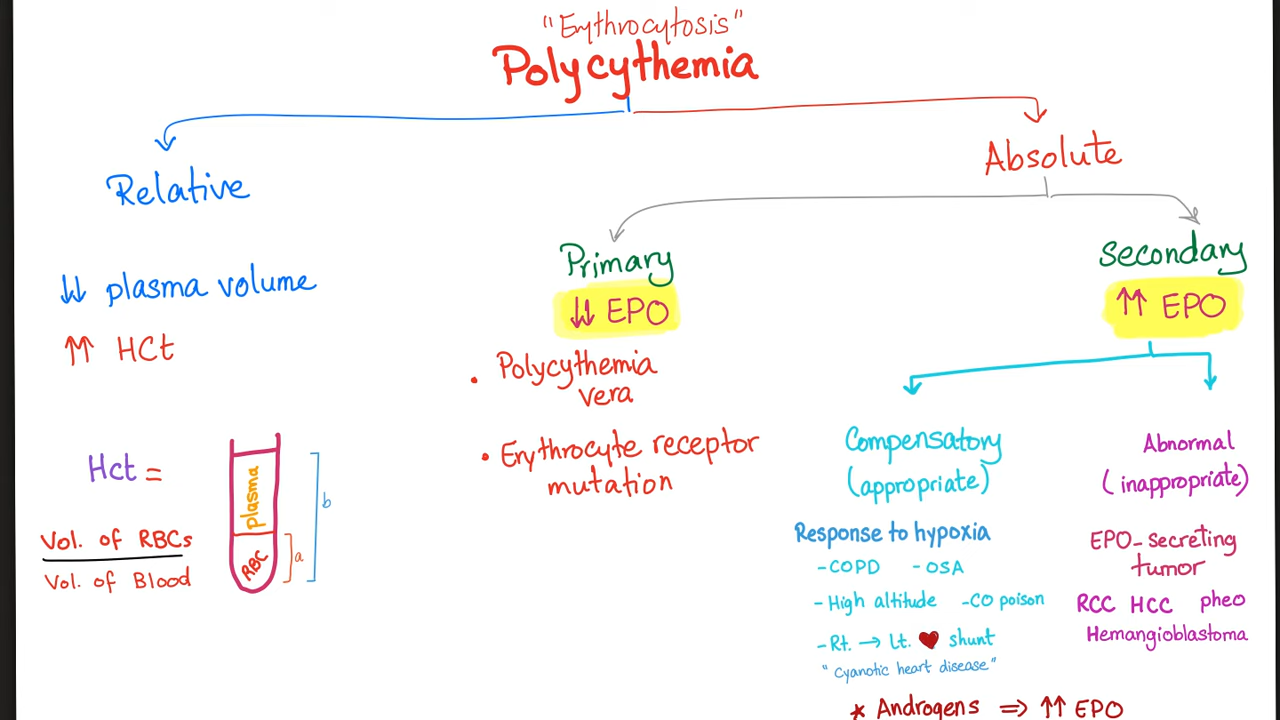 "Erythrocytosis"
Polycythemia
Relative
↓↓ plasma volume
↑↑ HCt
Hct =
Vol. of RBCs
Vol. of Blood
plasma
RBC
a
b
Absolute
Primary
↓↓ EPO
• Polycythemia
vera
• Erythrocyte receptor
mutation
Secondary
↑↑ EPO
Compensatory
(appropriate)
Response to hypoxia
- COPD - OSA
- High altitude - CO poison
- Rt. → Lt. ♥ shunt
"Cyanotic heart disease"
Abnormal
(inappropriate)
EPO-secreting
tumor
RCC HCC pheo
Hemangioblastoma
* Androgens ⇒ ↑↑ EPO